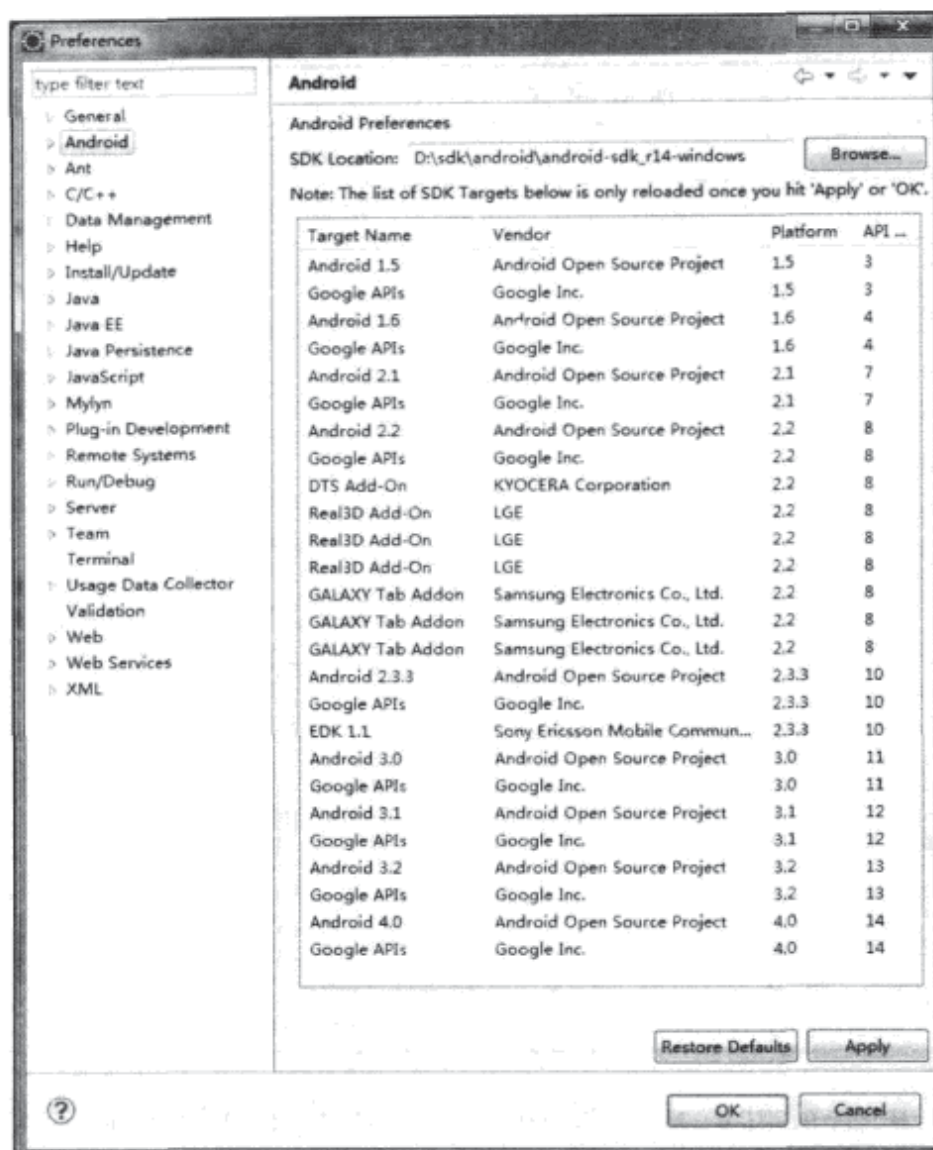 Preferences
type filter text
General
Android
Ant
C/C++
Data Management
Help
Install/Update
Java
Java EE
Java Persistence
JavaScript
Mylyn
Plug-in Development
Remote Systems
Run/Debug
Server
Team
Terminal
Usage Data Collector
Validation
Web
Web Services
XML
Android
Android Preferences
SDK Location: D:\sdk\android\android-sdk_r14-windows Browse...
Note: The list of SDK Targets below is only reloaded once you hit 'Apply' or 'OK'.
Target Name Vendor Platform API ...
Android 1.5 Android Open Source Project 1.5 3
Google APIs Google Inc. 1.5 3
Android 1.6 Android Open Source Project 1.6 4
Google APIs Google Inc. 1.6 4
Android 2.1 Android Open Source Project 2.1 7
Google APIs Google Inc. 2.1 7
Android 2.2 Android Open Source Project 2.2 8
Google APIs Google Inc. 2.2 8
DTS Add-On KYOCERA Corporation 2.2 8
Real3D Add-On LGE 2.2 8
Real3D Add-On LGE 2.2 8
Real3D Add-On LGE 2.2 8
GALAXY Tab Addon Samsung Electronics Co., Ltd. 2.2 8
GALAXY Tab Addon Samsung Electronics Co., Ltd. 2.2 8
GALAXY Tab Addon Samsung Electronics Co., Ltd. 2.2 8
Android 2.3.3 Android Open Source Project 2.3.3 10
Google APIs Google Inc. 2.3.3 10
EDK 1.1 Sony Ericsson Mobile Commun... 2.3.3 10
Android 3.0 Android Open Source Project 3.0 11
Google APIs Google Inc. 3.0 11
Android 3.1 Android Open Source Project 3.1 12
Google APIs Google Inc. 3.1 12
Android 3.2 Android Open Source Project 3.2 13
Google APIs Google Inc. 3.2 13
Android 4.0 Android Open Source Project 4.0 14
Google APIs Google Inc. 4.0 14
Restore Defaults Apply
? OK Cancel